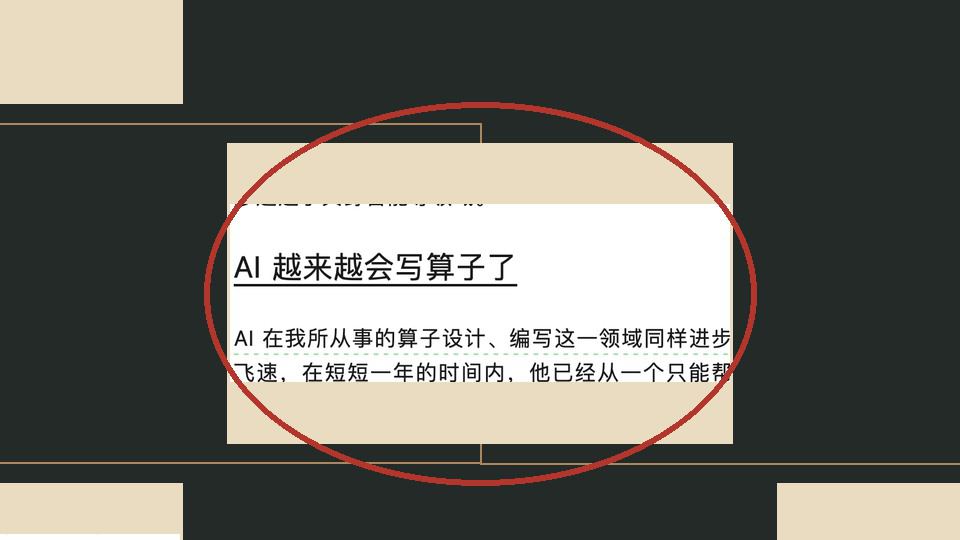 AI 越来越会写算子了
AI 在我所从事的算子设计、编写这一领域同样进步
飞速，在短短一年的时间内，他已经从一个只能帮